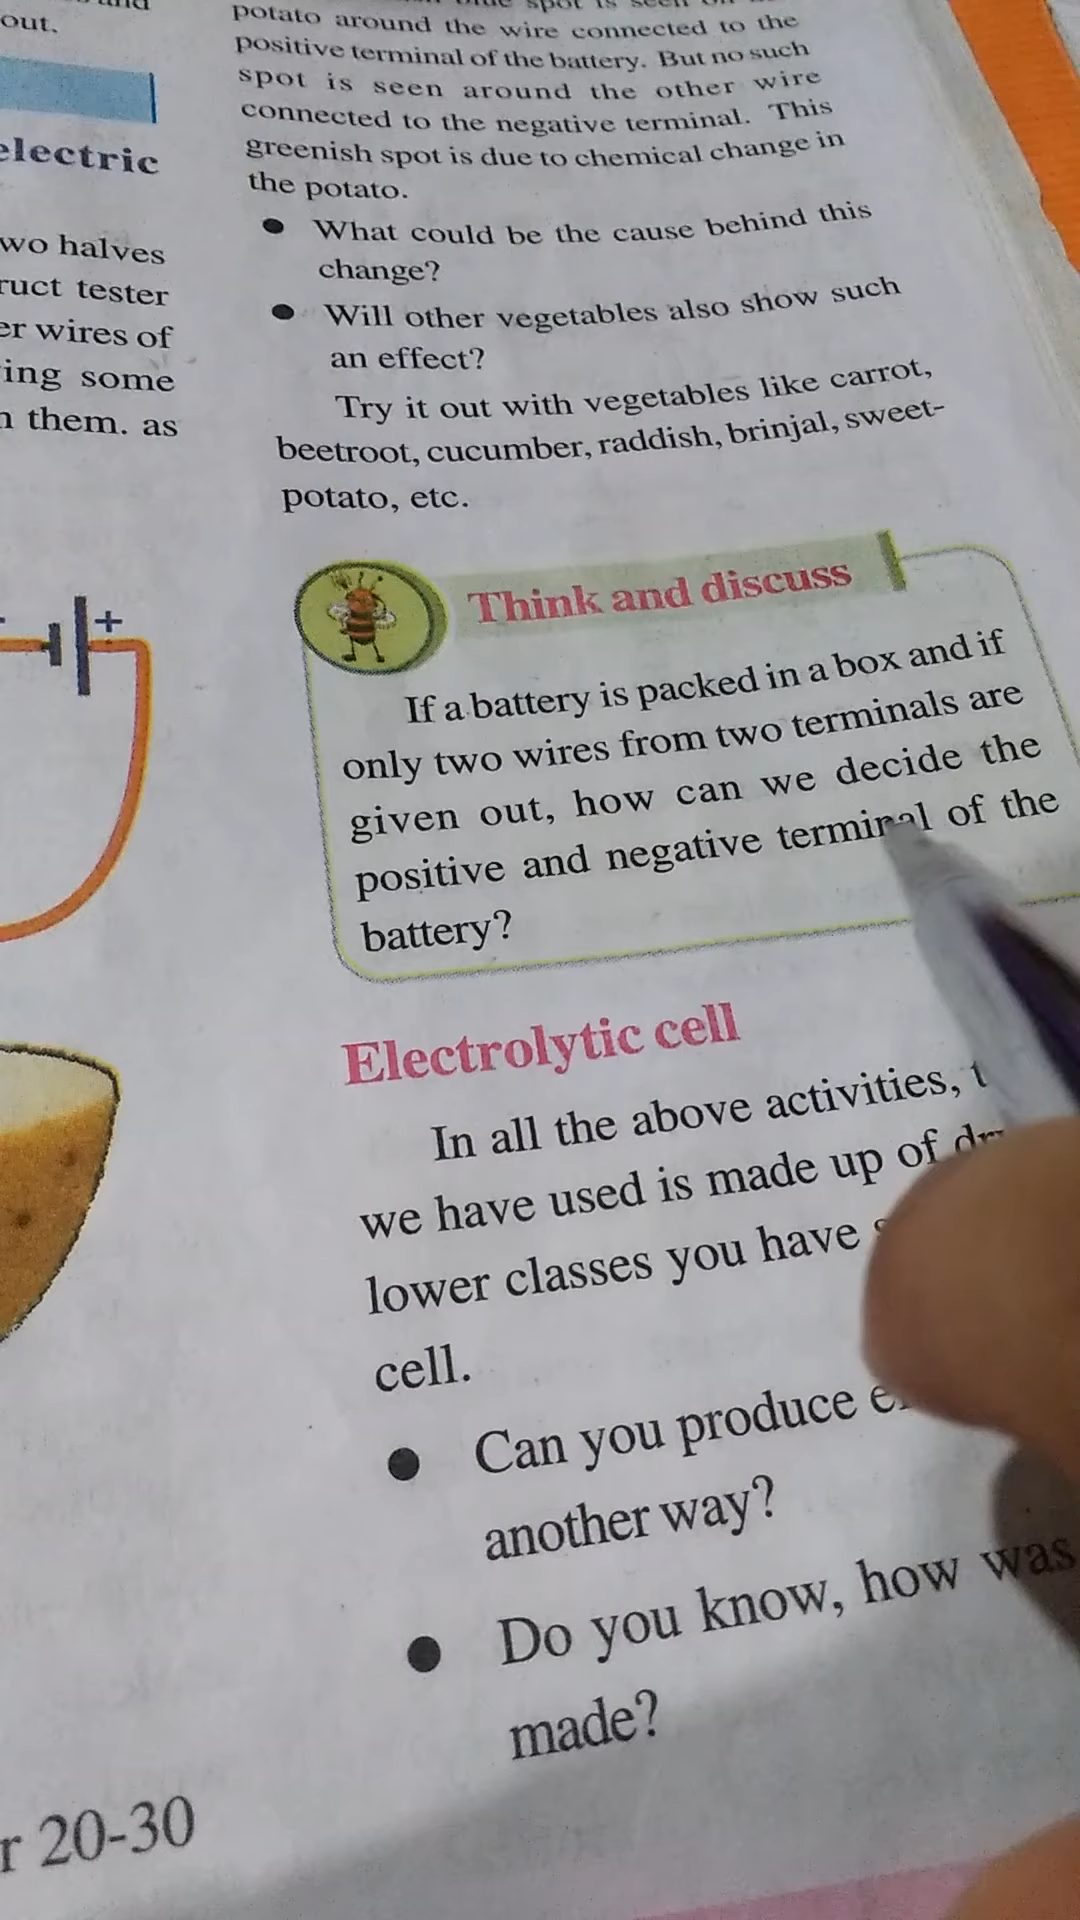 out.
electric
wo halves
ruct tester
er wires of
ing some
them. as
+
r 20-30
potato around the wire connected to the
positive terminal of the battery. But no such
spot is seen around the other wire
connected to the negative terminal. This
greenish spot is due to chemical change in
the potato.
● What could be the cause behind this
change?
● Will other vegetables also show such
an effect?
Try it out with vegetables like carrot,
beetroot, cucumber, raddish, brinjal, sweet-
potato, etc.
Think and discuss
If a battery is packed in a box and if
only two wires from two terminals are
given out, how can we decide the
positive and negative terminal of the
battery?
Electrolytic cell
In all the above activities, t
we have used is made up of
lower classes you have
cell.
● Can you produce
another way?
● Do you know, how was
made?